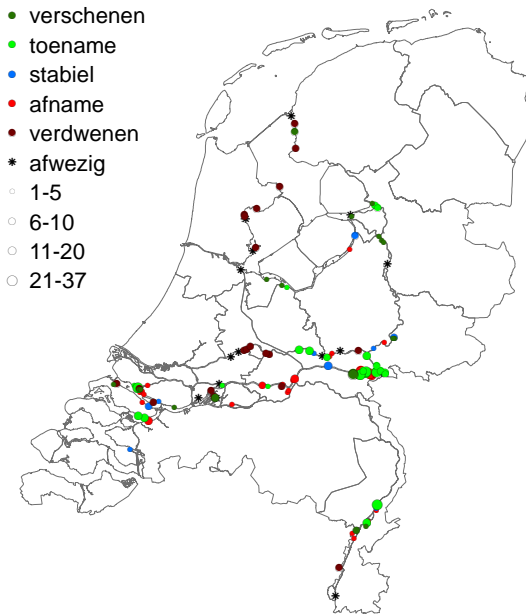 verschenen
toename
stabiel
afname
verdwenen
afwezig
1-5
6-10
11-20
21-37